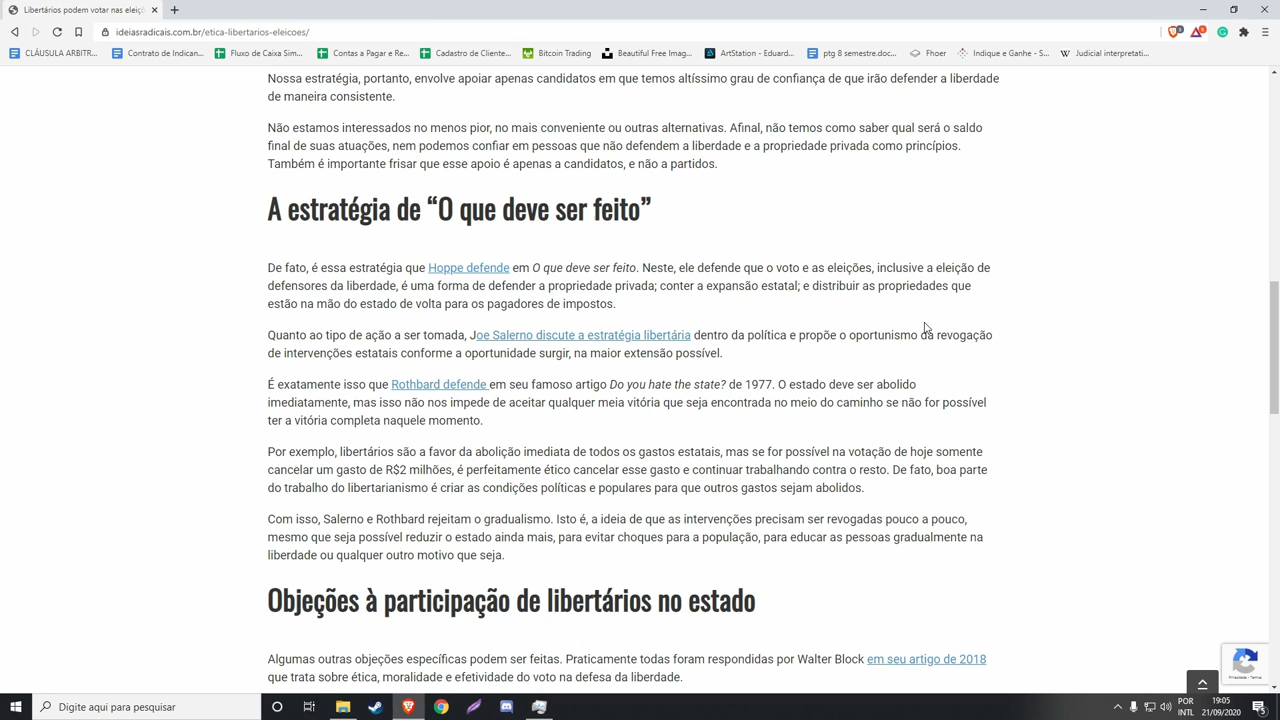 Libertários podem votar nas eleiç
ideiasradicais.com.br/etica-libertarios-eleicoes/
CLÁUSULA ARBITR... Contrato de Indican... Fluxo de Caixa Sim... Contas a Pagar e Re... Cadastro de Cliente... Bitcoin Trading Beautiful Free Imag... ArtStation - Eduard... ptg 8 semestre.doc... Fhoer Indique e Ganhe - S... Judicial interpretati...
Nossa estratégia, portanto, envolve apoiar apenas candidatos em que temos altíssimo grau de confiança de que irão defender a liberdade
de maneira consistente.
Não estamos interessados no menos pior, no mais conveniente ou outras alternativas. Afinal, não temos como saber qual será o saldo
final de suas atuações, nem podemos confiar em pessoas que não defendem a liberdade e a propriedade privada como princípios.
Também é importante frisar que esse apoio é apenas a candidatos, e não a partidos.
A estratégia de “O que deve ser feito”
De fato, é essa estratégia que Hoppe defende em O que deve ser feito. Neste, ele defende que o voto e as eleições, inclusive a eleição de
defensores da liberdade, é uma forma de defender a propriedade privada; conter a expansão estatal; e distribuir as propriedades que
estão na mão do estado de volta para os pagadores de impostos.
Quanto ao tipo de ação a ser tomada, Joe Salerno discute a estratégia libertária dentro da política e propõe o oportunismo da revogação
de intervenções estatais conforme a oportunidade surgir, na maior extensão possível.
É exatamente isso que Rothbard defende em seu famoso artigo Do you hate the state? de 1977. O estado deve ser abolido
imediatamente, mas isso não nos impede de aceitar qualquer meia vitória que seja encontrada no meio do caminho se não for possível
ter a vitória completa naquele momento.
Por exemplo, libertários são a favor da abolição imediata de todos os gastos estatais, mas se for possível na votação de hoje somente
cancelar um gasto de R$2 milhões, é perfeitamente ético cancelar esse gasto e continuar trabalhando contra o resto. De fato, boa parte
do trabalho do libertarianismo é criar as condições políticas e populares para que outros gastos sejam abolidos.
Com isso, Salerno e Rothbard rejeitam o gradualismo. Isto é, a ideia de que as intervenções precisam ser revogadas pouco a pouco,
mesmo que seja possível reduzir o estado ainda mais, para evitar choques para a população, para educar as pessoas gradualmente na
liberdade ou qualquer outro motivo que seja.
Objeções à participação de libertários no estado
Algumas outras objeções específicas podem ser feitas. Praticamente todas foram respondidas por Walter Block em seu artigo de 2018
que trata sobre ética, moralidade e efetividade do voto na defesa da liberdade.
Privacidade - Termos
Digite aqui para pesquisar
POR
INTL
19:05
21/09/2020